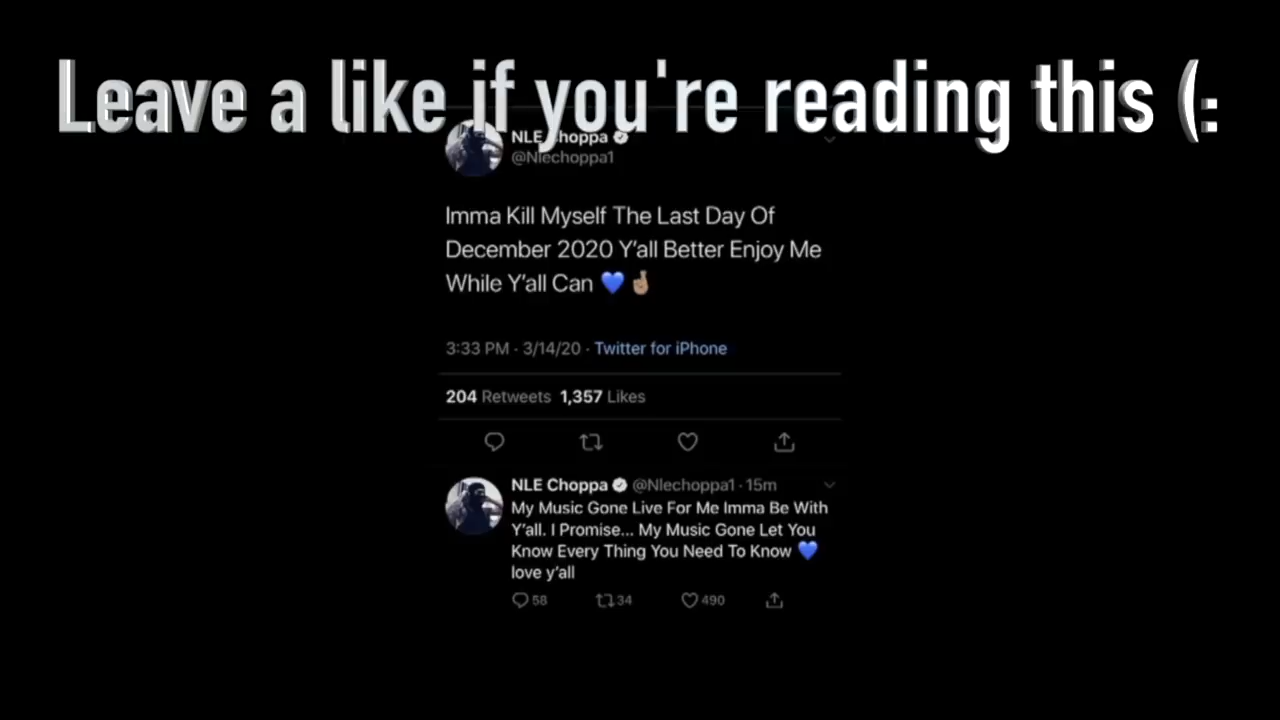 Leave a like if you're reading this (:
NLE Choppa
@Nlechoppa1
Imma Kill Myself The Last Day Of
December 2020 Y'all Better Enjoy Me
While Y'all Can 💙🤞🏽
3:33 PM · 3/14/20 · Twitter for iPhone
204 Retweets 1,357 Likes
NLE Choppa @Nlechoppa1 · 15m
My Music Gone Live For Me Imma Be With
Y'all. I Promise... My Music Gone Let You
Know Every Thing You Need To Know 💙
love y'all
58 34 490